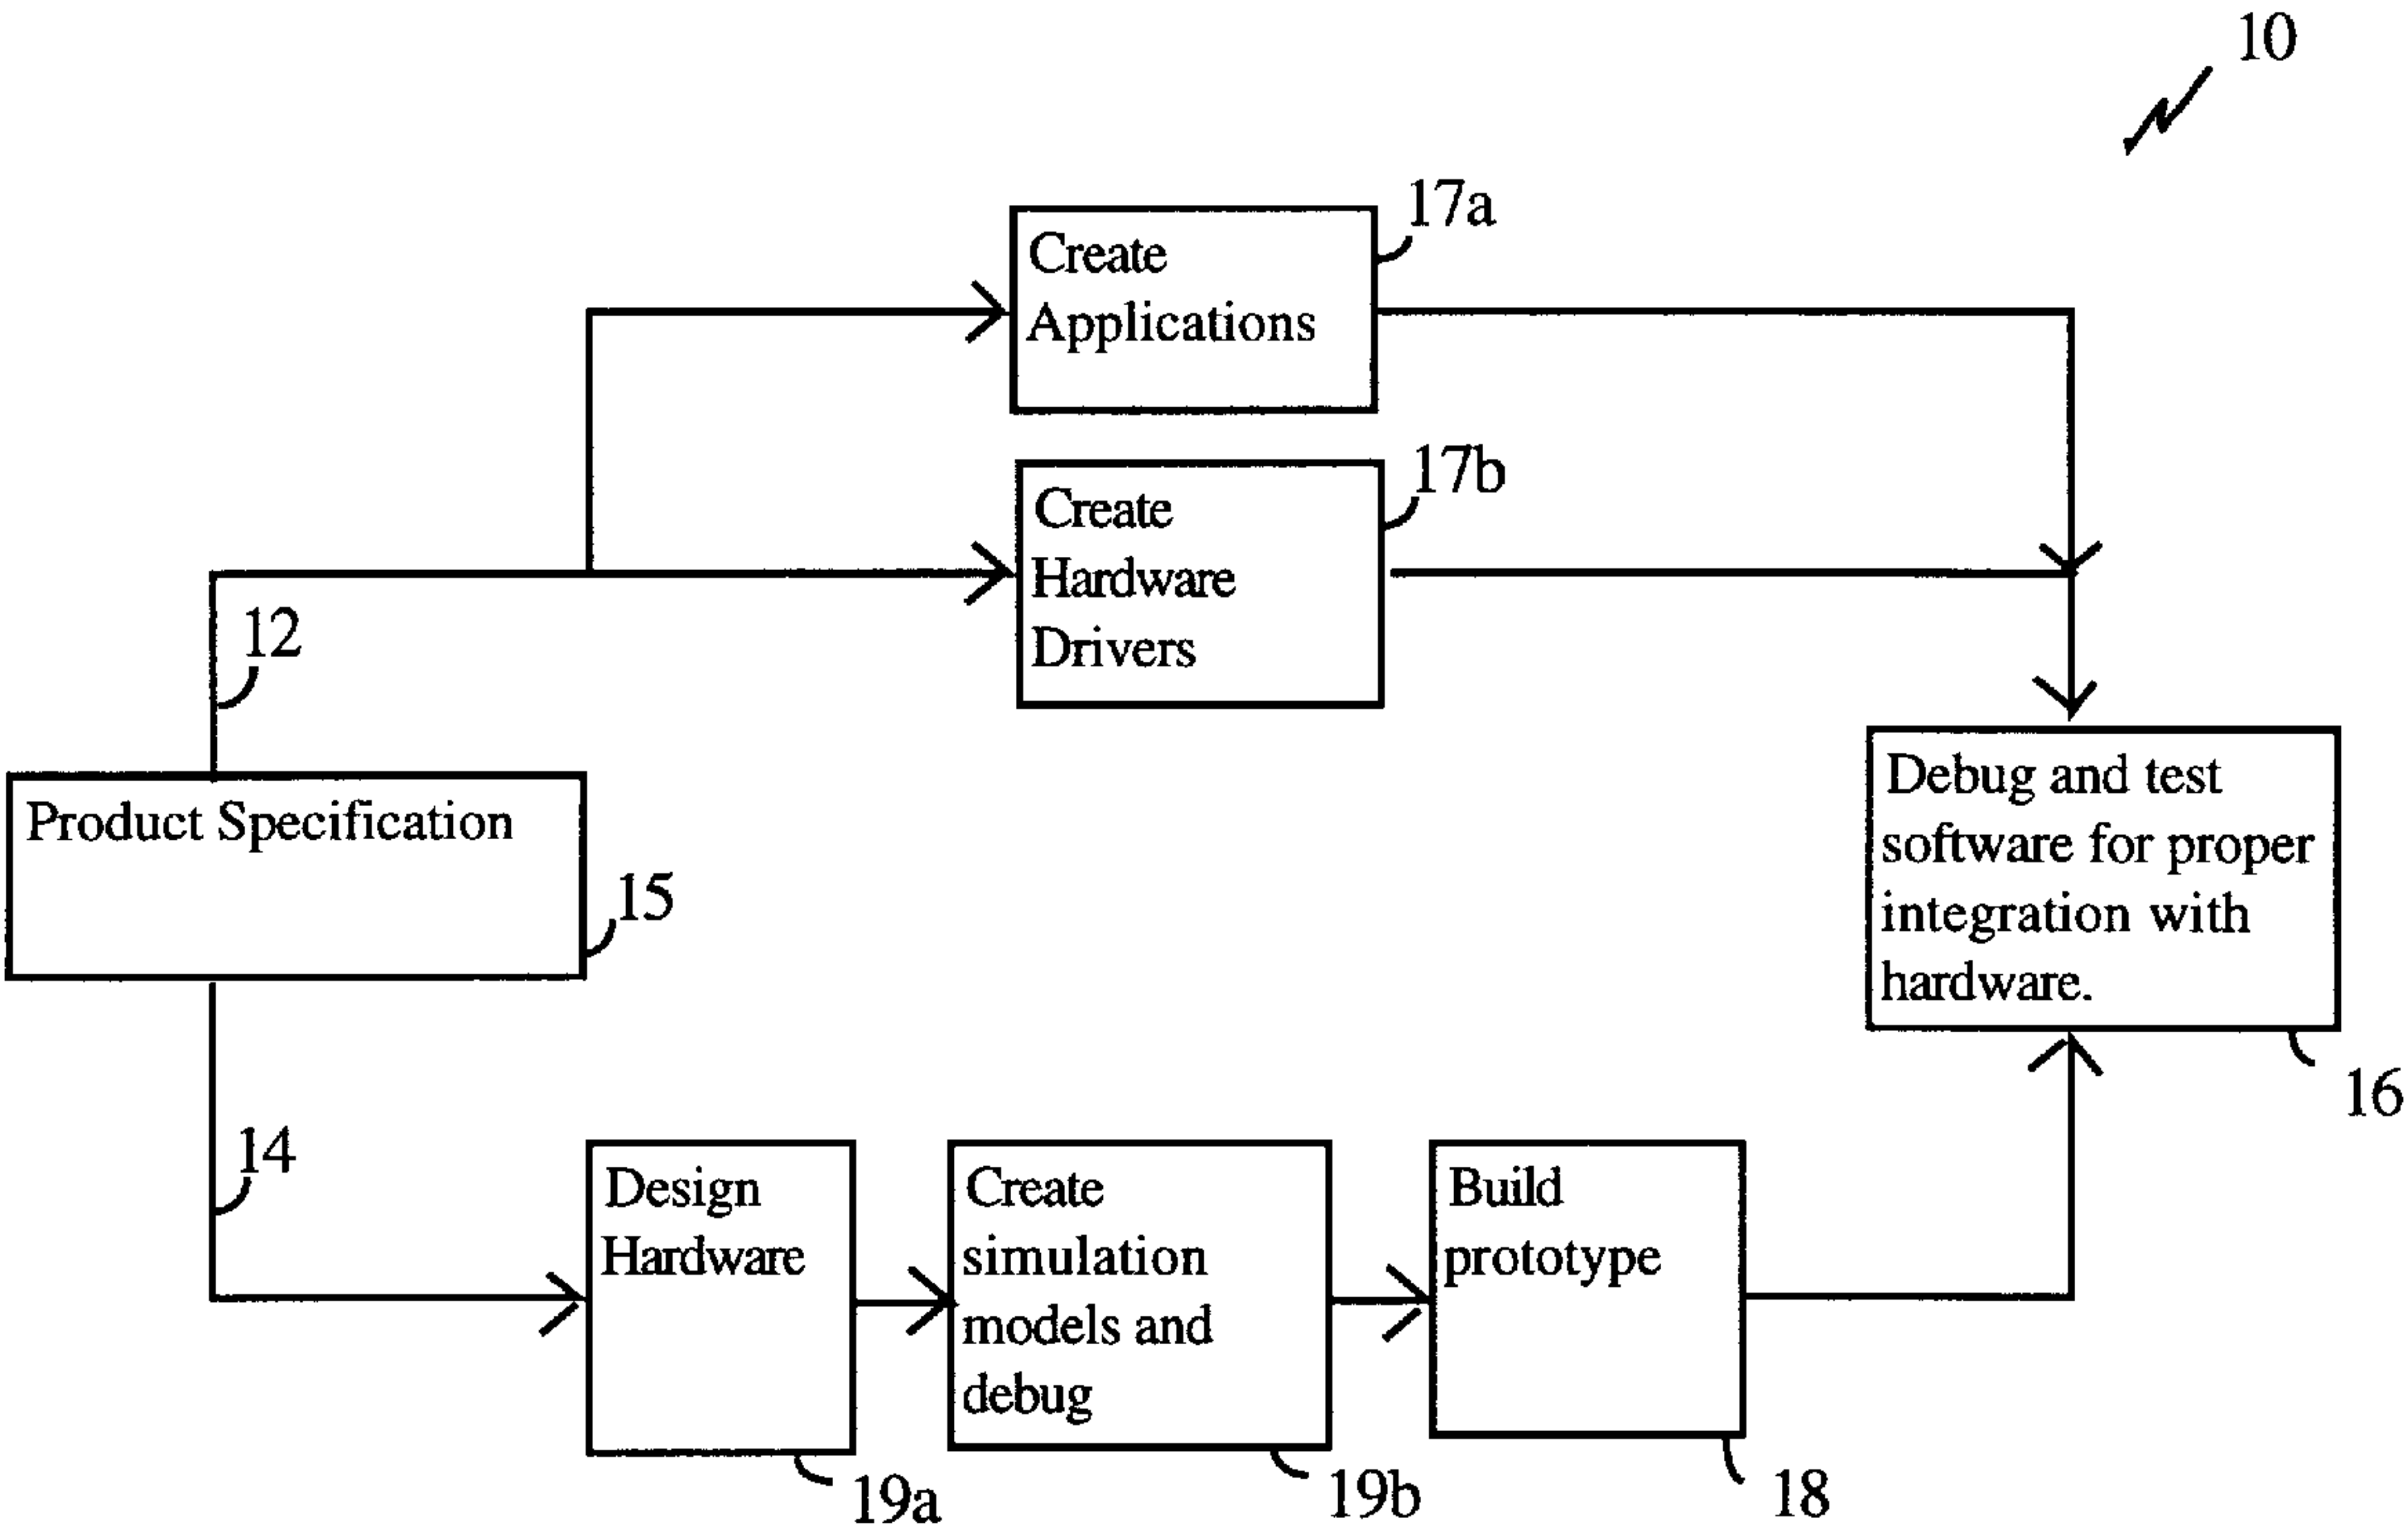 10
17a
Create
Applications
17b
Create
Hardware
Drivers
12
Product Specification
15
Debug and test
software for proper
integration with
hardware.
16
14
Design
Hardware
19a
Create
simulation
models and
debug
19b
Build
prototype
18